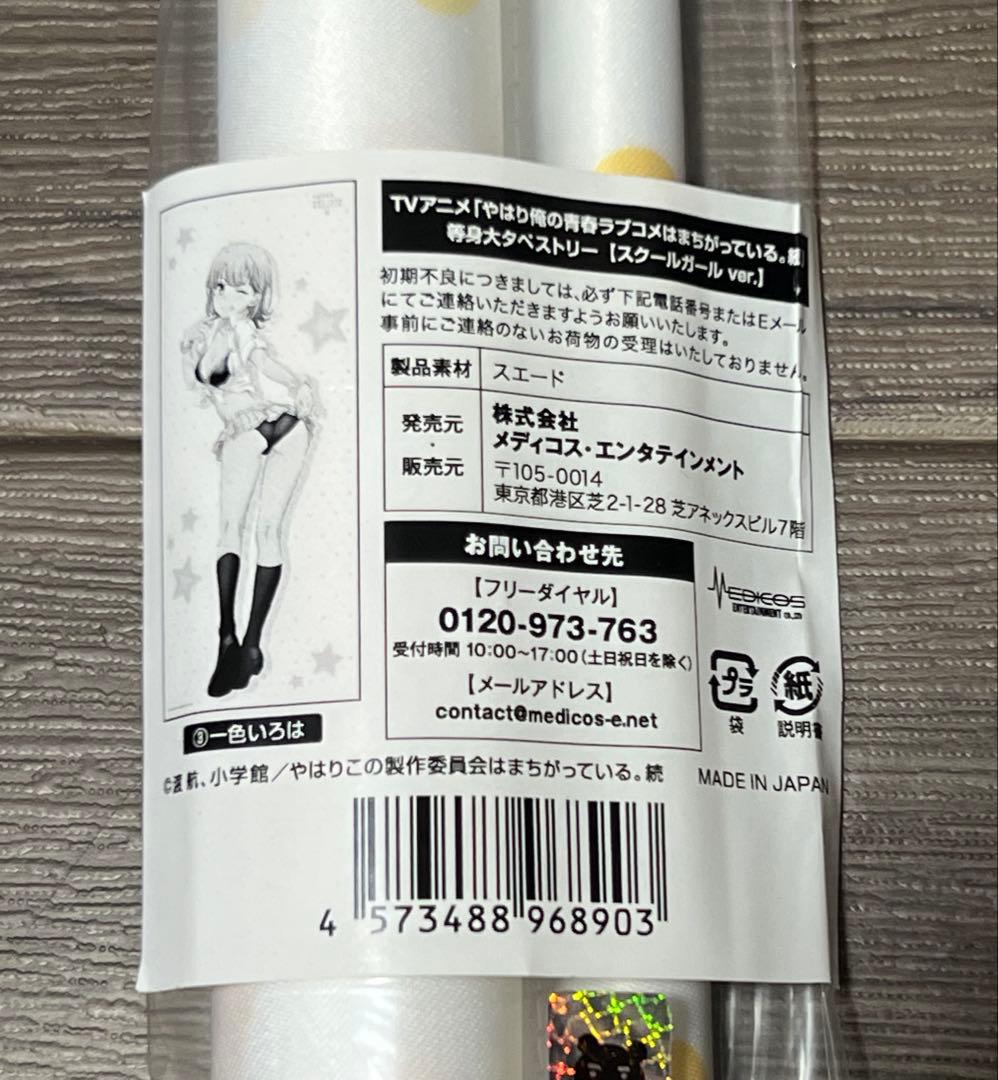 TVアニメ「やはり俺の青春ラブコメはまちがっている。続」
等身大タペストリー【スクールガール ver.】
初期不良につきましては、必ず下記電話番号またはEメール
にてご連絡いただきますようお願いいたします。
事前にご連絡のないお荷物の受理はいたしておりません。
製品素材 スエード
発売元・販売元
株式会社
メディコス・エンタテインメント
〒105-0014
東京都港区芝2-1-28 芝アネックスビル7階
お問い合わせ先
【フリーダイヤル】
0120-973-763
受付時間 10:00~17:00(土日祝日を除く)
【メールアドレス】
contact@medicos-e.net
MEDICOS
ENTERTAINMENT CO.,LTD
プラ
袋
紙
説明書
③一色いろは
©渡 航、小学館/やはりこの製作委員会はまちがっている。続
MADE IN JAPAN
4 573488 968903